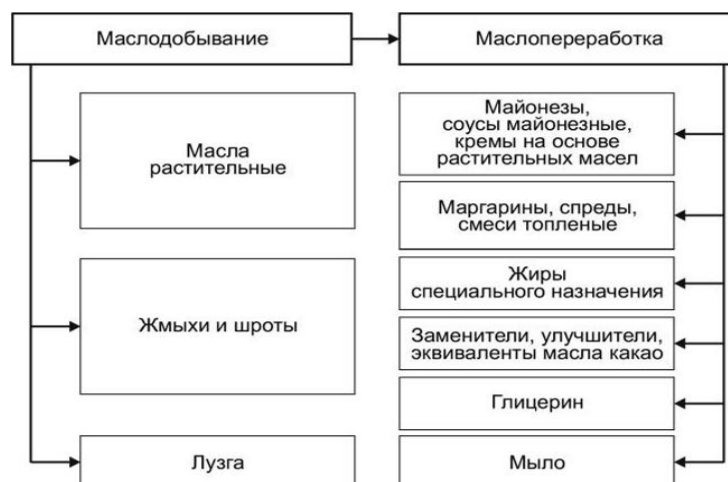 Маслодобывание
Маслопереработка
Масла
растительные
Жмыхи и шроты
Лузга
Майонезы,
соусы майонезные,
кремы на основе
растительных масел
Маргарины, спреды,
смеси топленые
Жиры
специального назначения
Заменители, улучшители,
эквиваленты масла какао
Глицерин
Мыло